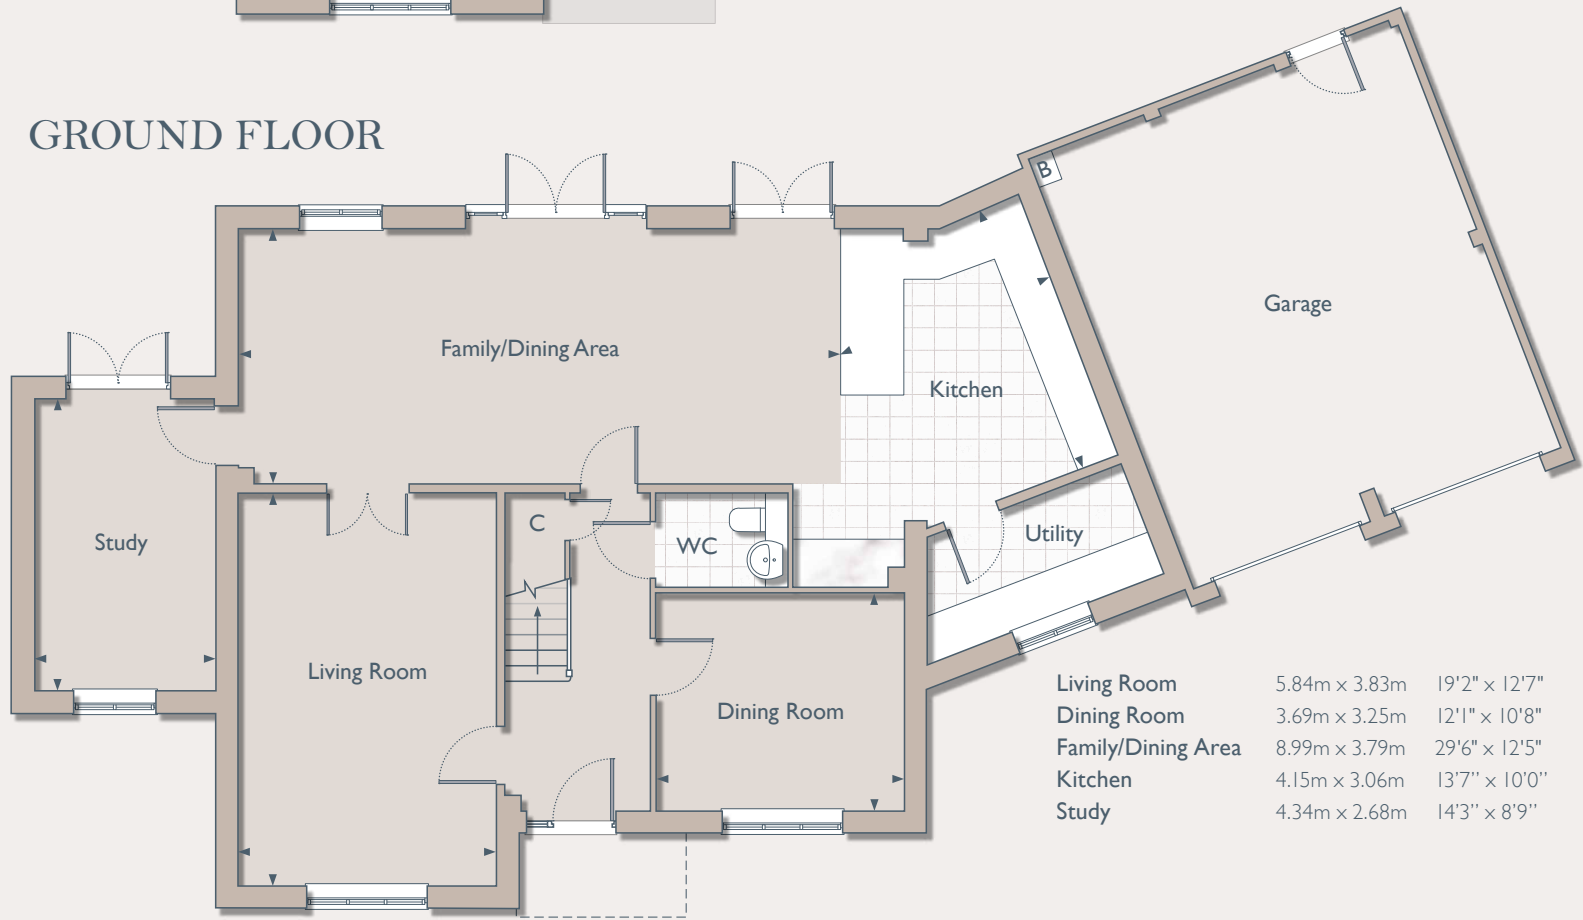 GROUND FLOOR
B
Garage
Family/Dining Area
Kitchen
C
WC
Utility
Study
Living Room
Dining Room
Living Room 5.84m x 3.83m 19'2" x 12'7"
Dining Room 3.69m x 3.25m 12'1" x 10'8"
Family/Dining Area 8.99m x 3.79m 29'6" x 12'5"
Kitchen 4.15m x 3.06m 13'7'' x 10'0''
Study 4.34m x 2.68m 14'3'' x 8'9''